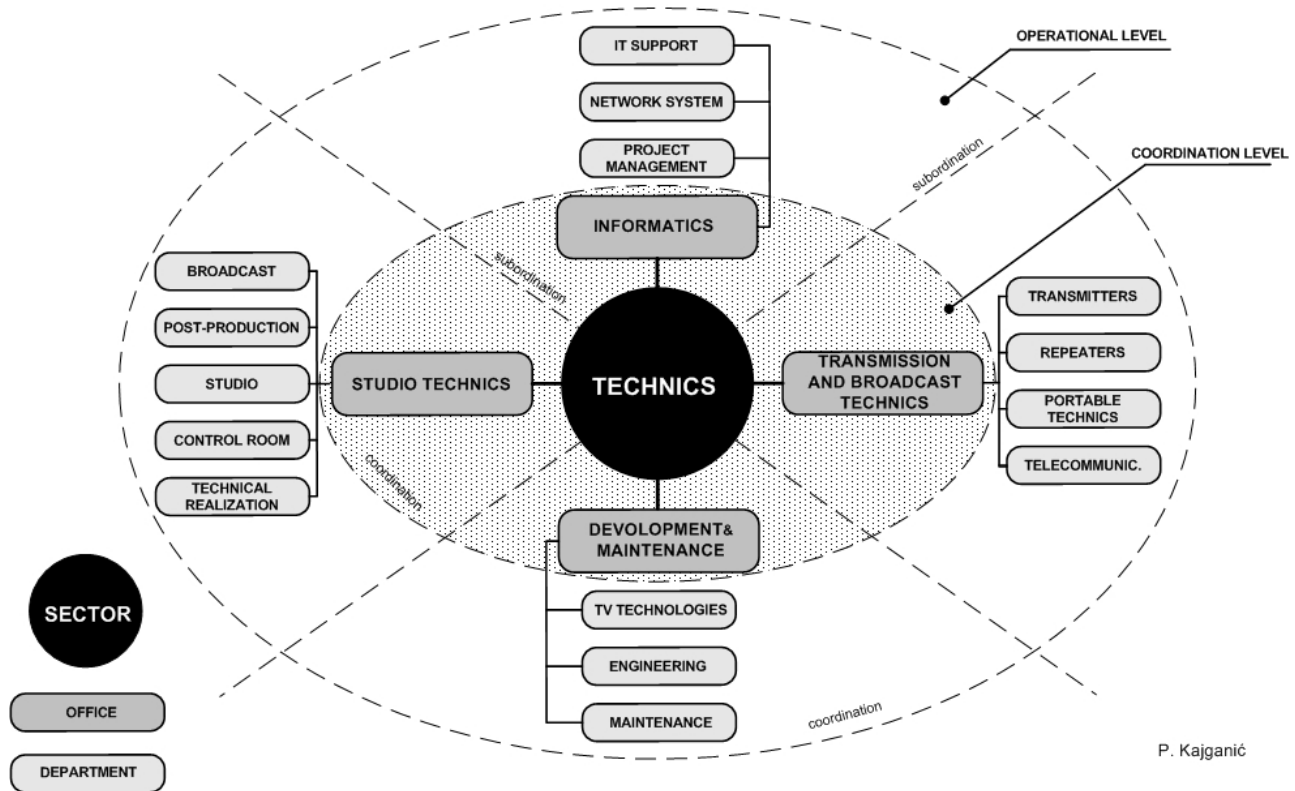 OPERATIONAL LEVEL
COORDINATION LEVEL
IT SUPPORT
NETWORK SYSTEM
PROJECT
MANAGEMENT
INFORMATICS
subordination
subordination
BROADCAST
POST-PRODUCTION
STUDIO
CONTROL ROOM
TECHNICAL
REALIZATION
STUDIO TECHNICS
TECHNICS
TRANSMISSION
AND BROADCAST
TECHNICS
TRANSMITTERS
REPEATERS
PORTABLE
TECHNICS
TELECOMMUNIC.
coordination
DEVOLOPMENT&
MAINTENANCE
TV TECHNOLOGIES
ENGINEERING
MAINTENANCE
coordination
SECTOR
OFFICE
DEPARTMENT
P. Kajganić